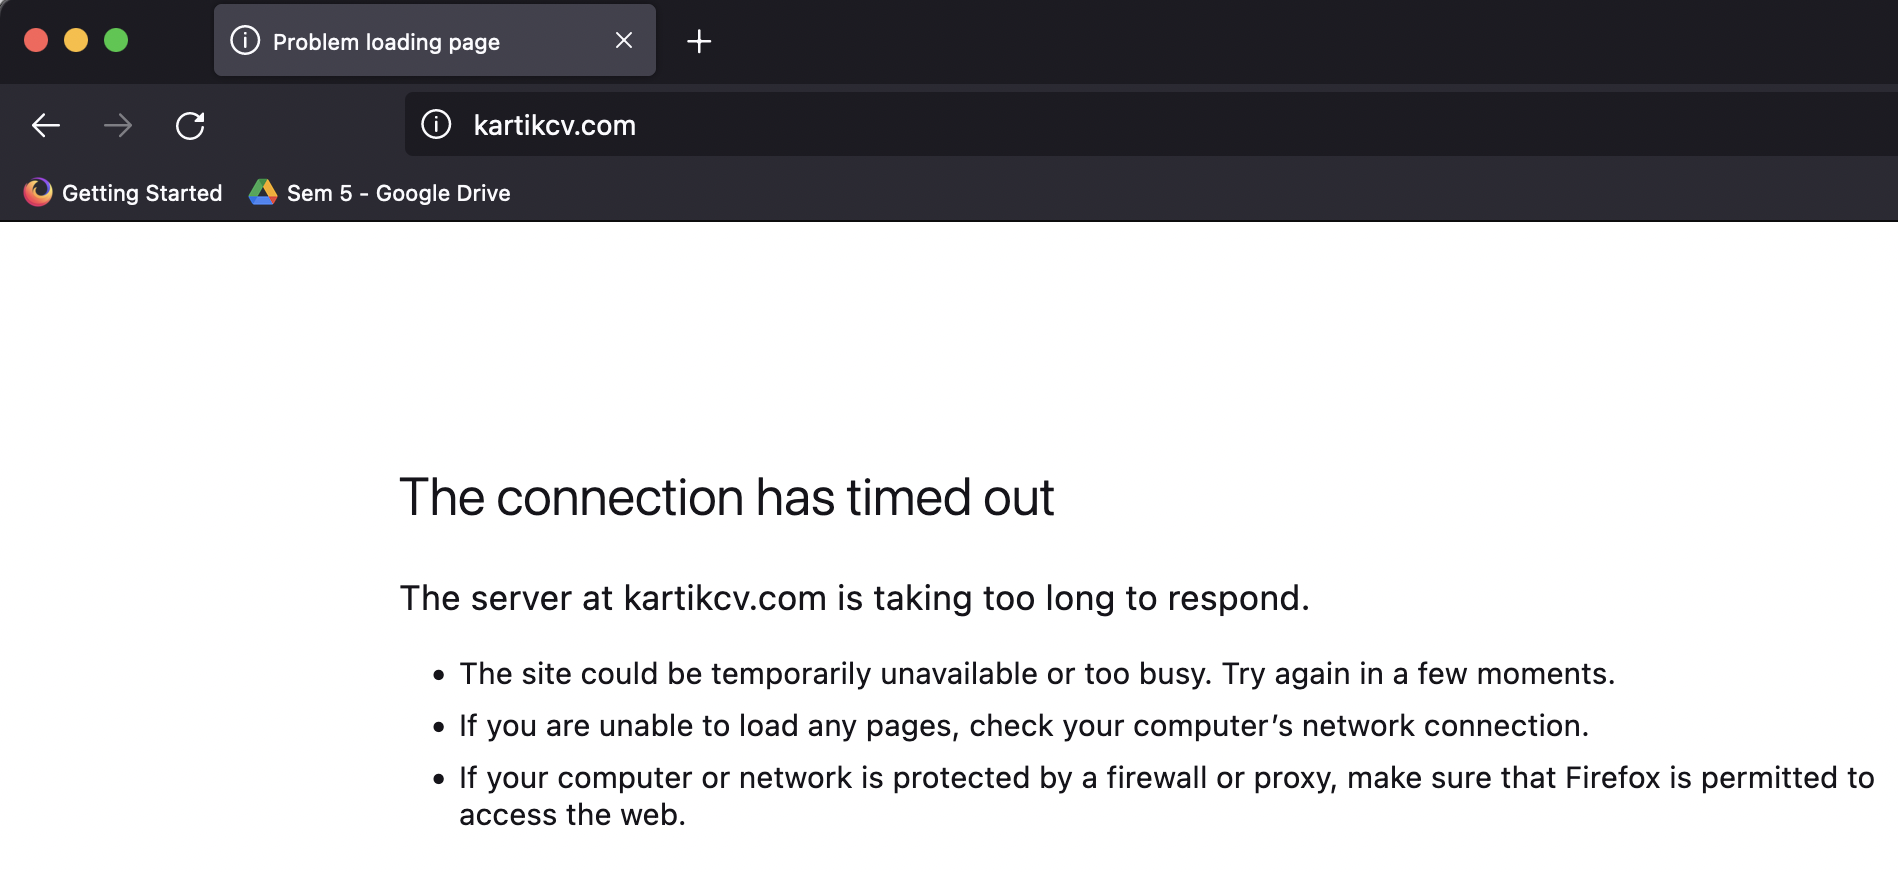 Problem loading page
kartikcv.com
Getting Started Sem 5 - Google Drive
The connection has timed out
The server at kartikcv.com is taking too long to respond.
• The site could be temporarily unavailable or too busy. Try again in a few moments.
• If you are unable to load any pages, check your computer’s network connection.
• If your computer or network is protected by a firewall or proxy, make sure that Firefox is permitted to
access the web.